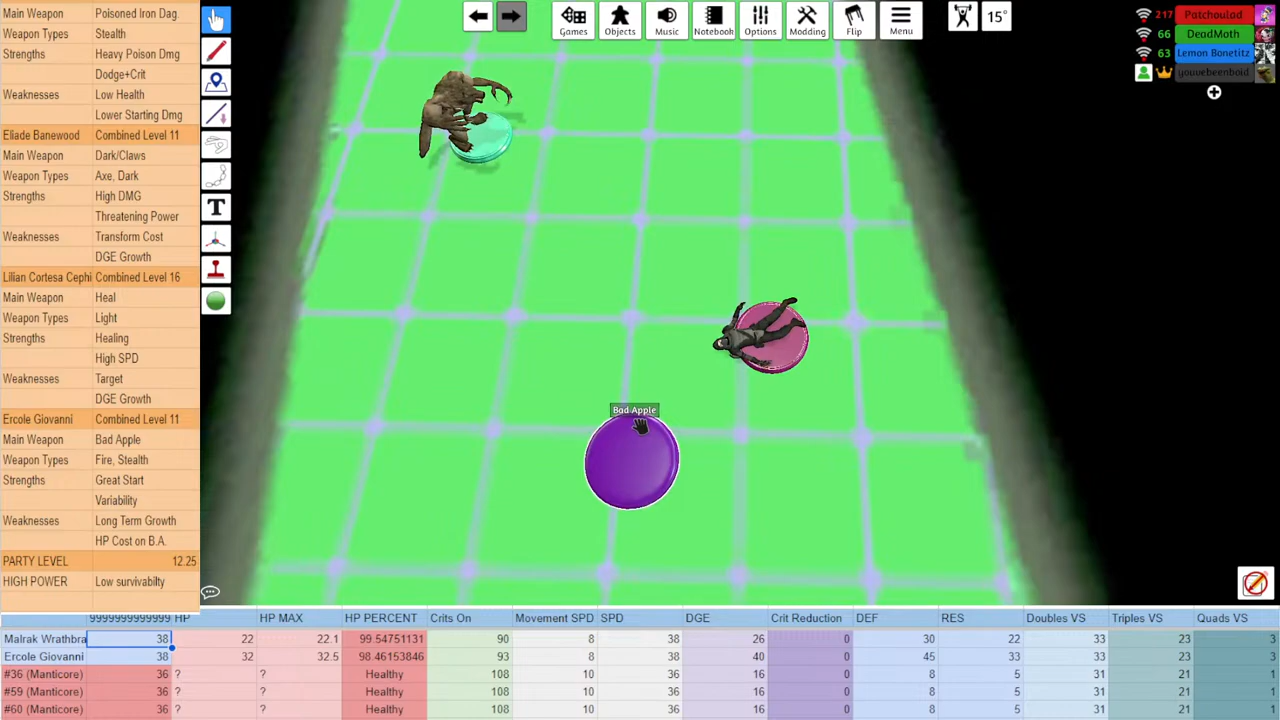 Main Weapon Poisoned Iron Dag.
Weapon Types Stealth
Strengths Heavy Poison Dmg
Dodge+Crit
Weaknesses Low Health
Lower Starting Dmg
Eliade Banewood Combined Level 11
Main Weapon Dark/Claws
Weapon Types Axe, Dark
Strengths High DMG
Threatening Power
Weaknesses Transform Cost
DGE Growth
Lilian Cortesa Cephi Combined Level 16
Main Weapon Heal
Weapon Types Light
Strengths Healing
High SPD
Weaknesses Target
DGE Growth
Ercole Giovanni Combined Level 11
Main Weapon Bad Apple
Weapon Types Fire, Stealth
Strengths Great Start
Variability
Weaknesses Long Term Growth
HP Cost on B.A.
PARTY LEVEL 12.25
HIGH POWER Low survivabilty
T
Games Objects Music Notebook Options Modding Flip Menu
15°
217 Patchoulad
66 DeadMoth
63 Lemon Bonetitz
youvebeenbold
Bad Apple
9999999999999 HP HP MAX HP PERCENT Crits On Movement SPD SPD DGE Crit Reduction DEF RES Doubles VS Triples VS Quads VS
Malrak Wrathbra 38 22 22.1 99.54751131 90 8 38 26 0 30 22 33 23 3
Ercole Giovanni 38 32 32.5 98.46153846 93 8 38 40 0 45 33 33 23 3
#36 (Manticore) 36 ? ? Healthy 108 10 36 16 0 8 5 31 21 1
#59 (Manticore) 36 ? ? Healthy 108 10 36 16 0 8 5 31 21 1
#60 (Manticore) 36 ? ? Healthy 108 10 36 16 0 8 5 31 21 1